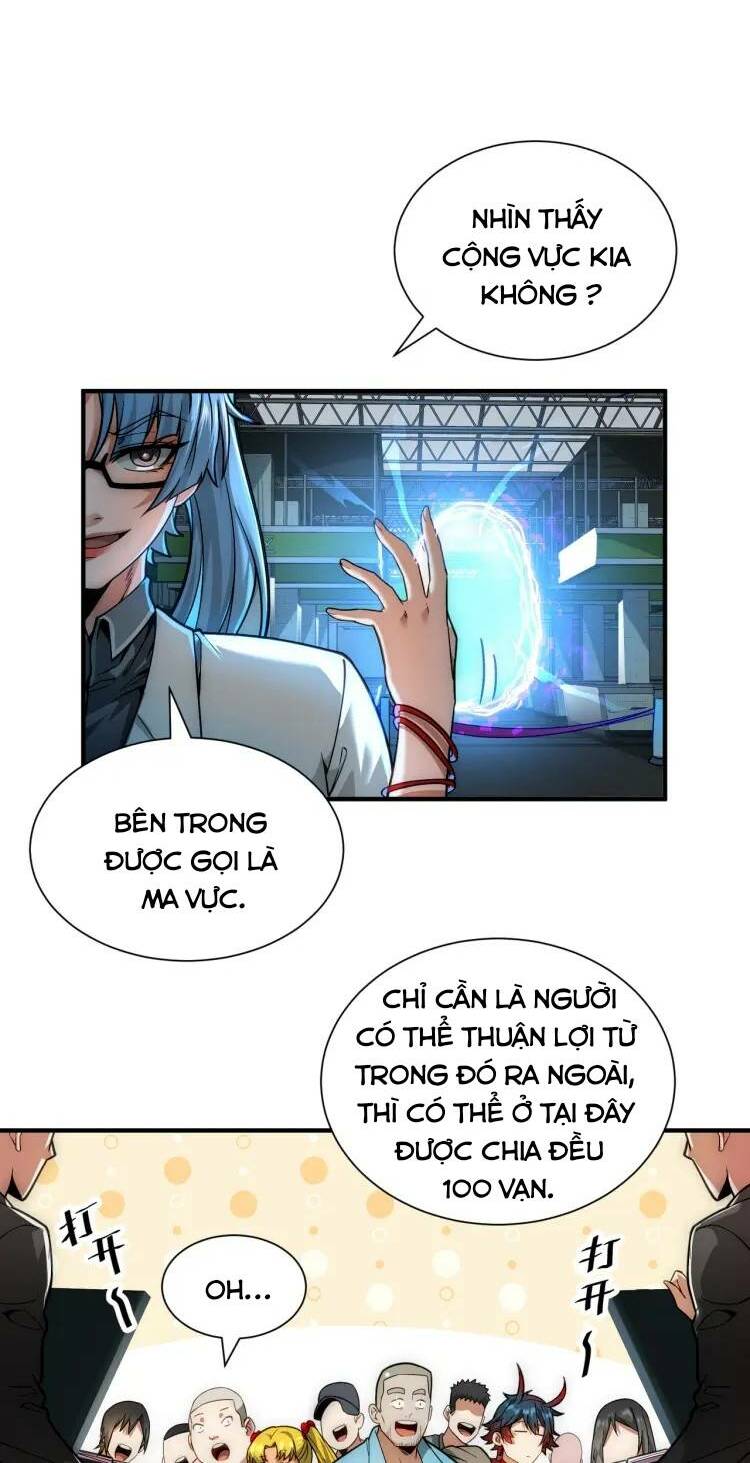 NHÌN THẤY
CỘNG VỰC KIA
KHÔNG ?
BÊN TRONG
ĐƯỢC GỌI LÀ
MA VỰC.
CHỈ CẦN LÀ NGƯỜI
CÓ THỂ THUẬN LỢI TỪ
TRONG ĐÓ RA NGOÀI,
THÌ CÓ THỂ Ở TẠI ĐÂY
ĐƯỢC CHIA ĐỀU
100 VẠN.
打开~
OH...
打开~